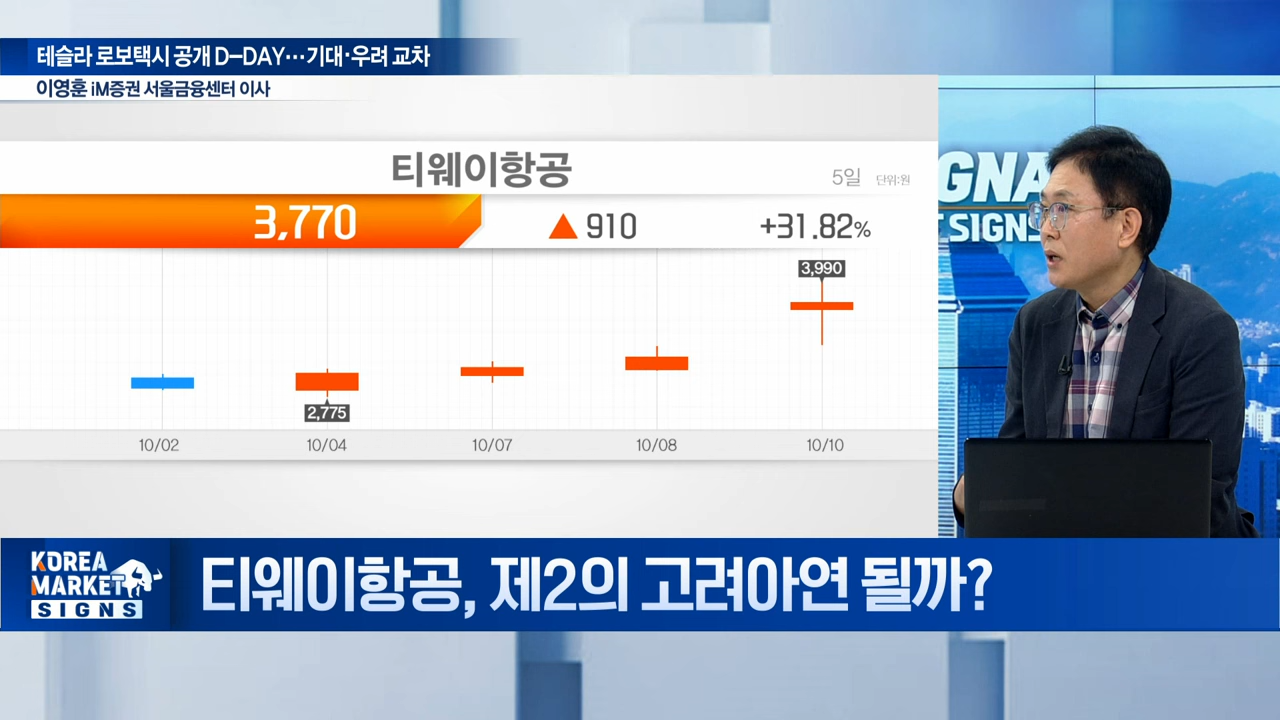 테슬라 로보택시 공개 D-DAY…기대·우려 교차
이영훈 iM증권 서울금융센터 이사
티웨이항공
5일 단위:원
3,770 ▲910 +31.82%
3,990
2,775
10/02 10/04 10/07 10/08 10/10
GNA
SIGNS
KOREA
MARKET
SIGNS
티웨이항공, 제2의 고려아연 될까?